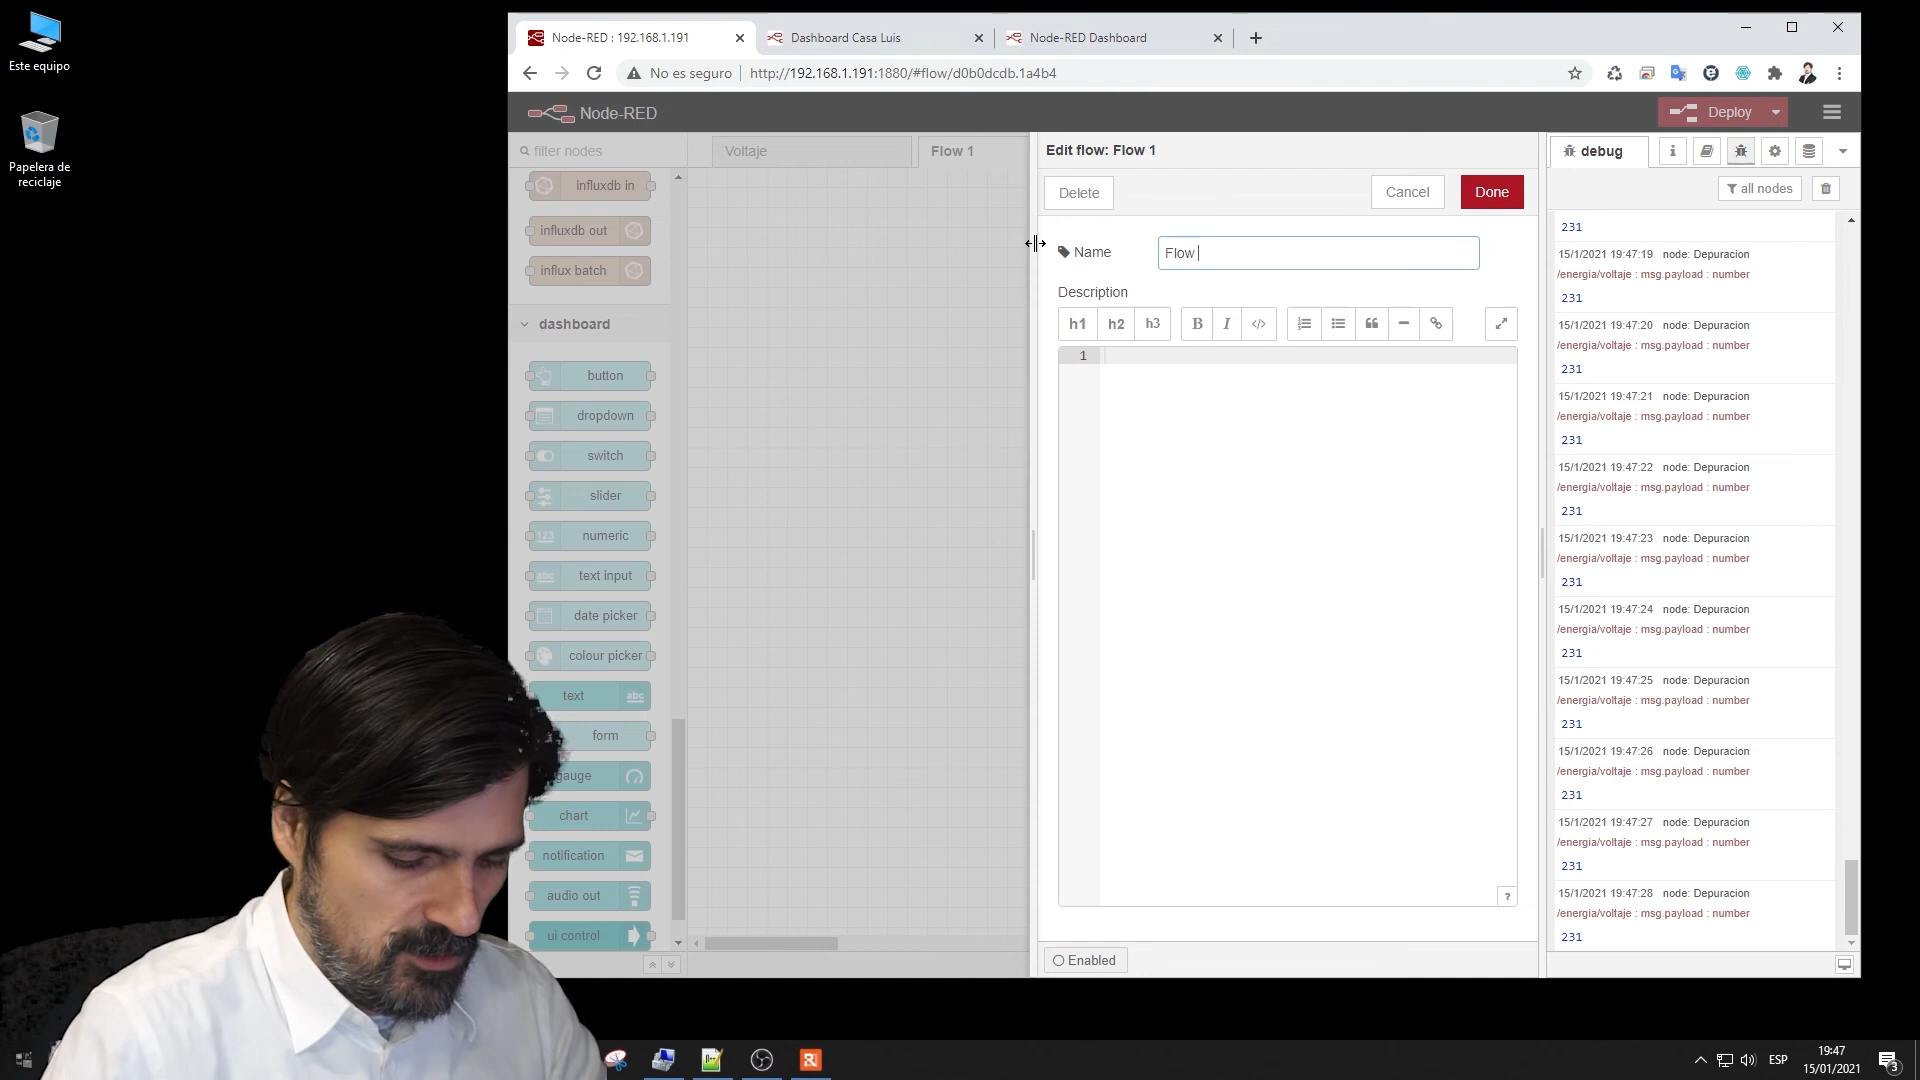 Este equipo
Papelera de
reciclaje
Node-RED : 192.168.1.191
Dashboard Casa Luis
Node-RED Dashboard
No es seguro
http://192.168.1.191:1880/#flow/d0b0dcdb.1a4b4
Node-RED
Deploy
filter nodes
influxdb in
influxdb out
influx batch
dashboard
button
dropdown
switch
slider
123 numeric
abc text input
date picker
colour picker
text abc
form
gauge
chart
notification
audio out
ui control
Voltaje
Flow 1
Edit flow: Flow 1
Delete
Cancel
Done
Name
Flow
Description
h1 h2 h3 B I </>
1
?
Enabled
debug
i
all nodes
231
15/1/2021 19:47:19 node: Depuracion
/energia/voltaje : msg.payload : number
231
15/1/2021 19:47:20 node: Depuracion
/energia/voltaje : msg.payload : number
231
15/1/2021 19:47:21 node: Depuracion
/energia/voltaje : msg.payload : number
231
15/1/2021 19:47:22 node: Depuracion
/energia/voltaje : msg.payload : number
231
15/1/2021 19:47:23 node: Depuracion
/energia/voltaje : msg.payload : number
231
15/1/2021 19:47:24 node: Depuracion
/energia/voltaje : msg.payload : number
231
15/1/2021 19:47:25 node: Depuracion
/energia/voltaje : msg.payload : number
231
15/1/2021 19:47:26 node: Depuracion
/energia/voltaje : msg.payload : number
231
15/1/2021 19:47:27 node: Depuracion
/energia/voltaje : msg.payload : number
231
15/1/2021 19:47:28 node: Depuracion
/energia/voltaje : msg.payload : number
231
ESP
19:47
15/01/2021
3